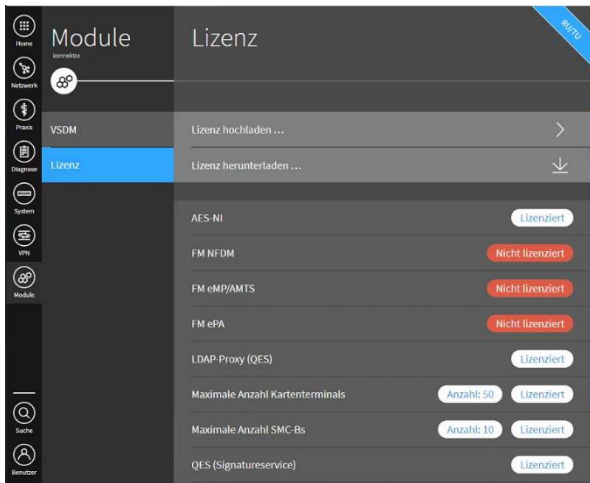 Home
Netzwerk
Praxis
Diagnose
System
VPN
Module
Suche
Benutzer
Module
konnektor
VSDM
Lizenz
Lizenz
RU/TU
Lizenz hochladen ...
Lizenz herunterladen ...
AES-NI Lizenziert
FM NFDM Nicht lizenziert
FM eMP/AMTS Nicht lizenziert
FM ePA Nicht lizenziert
LDAP-Proxy (QES) Lizenziert
Maximale Anzahl Kartenterminals Anzahl: 50 Lizenziert
Maximale Anzahl SMC-Bs Anzahl: 10 Lizenziert
QES (Signatureservice) Lizenziert